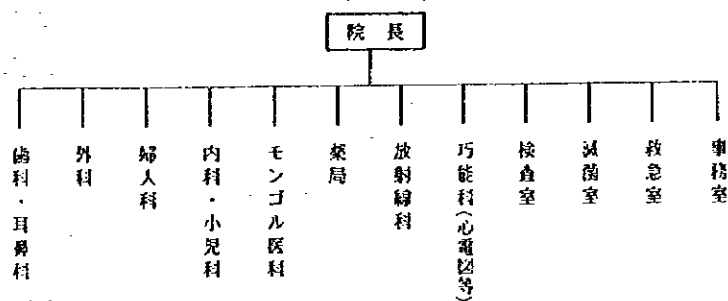 院長
歯科・耳鼻科
外科
婦人科
内科・小児科
モンゴル医科
薬局
放射線科
巧能科(心電図等)
検査室
滅菌室
救急室
事務室